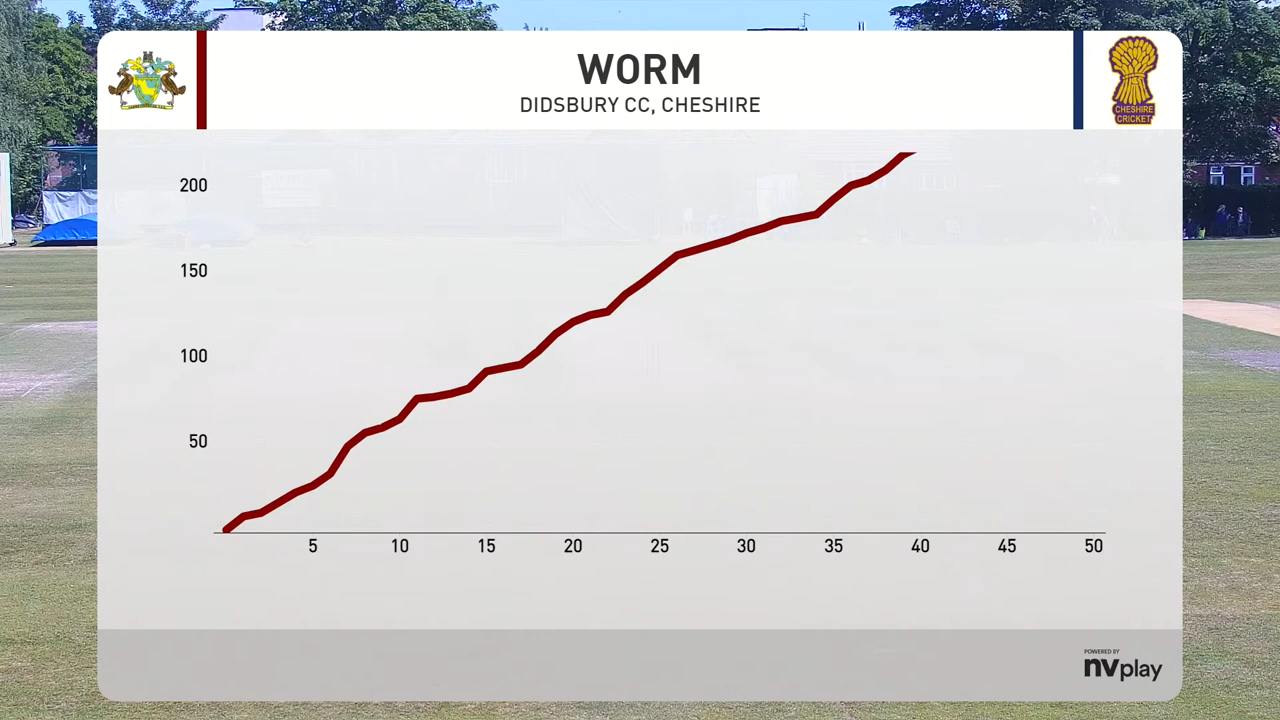 WORM
DIDSBURY CC, CHESHIRE
CHESHIRE
CRICKET
200
150
100
50
5 10 15 20 25 30 35 40 45 50
POWERED BY
nvplay